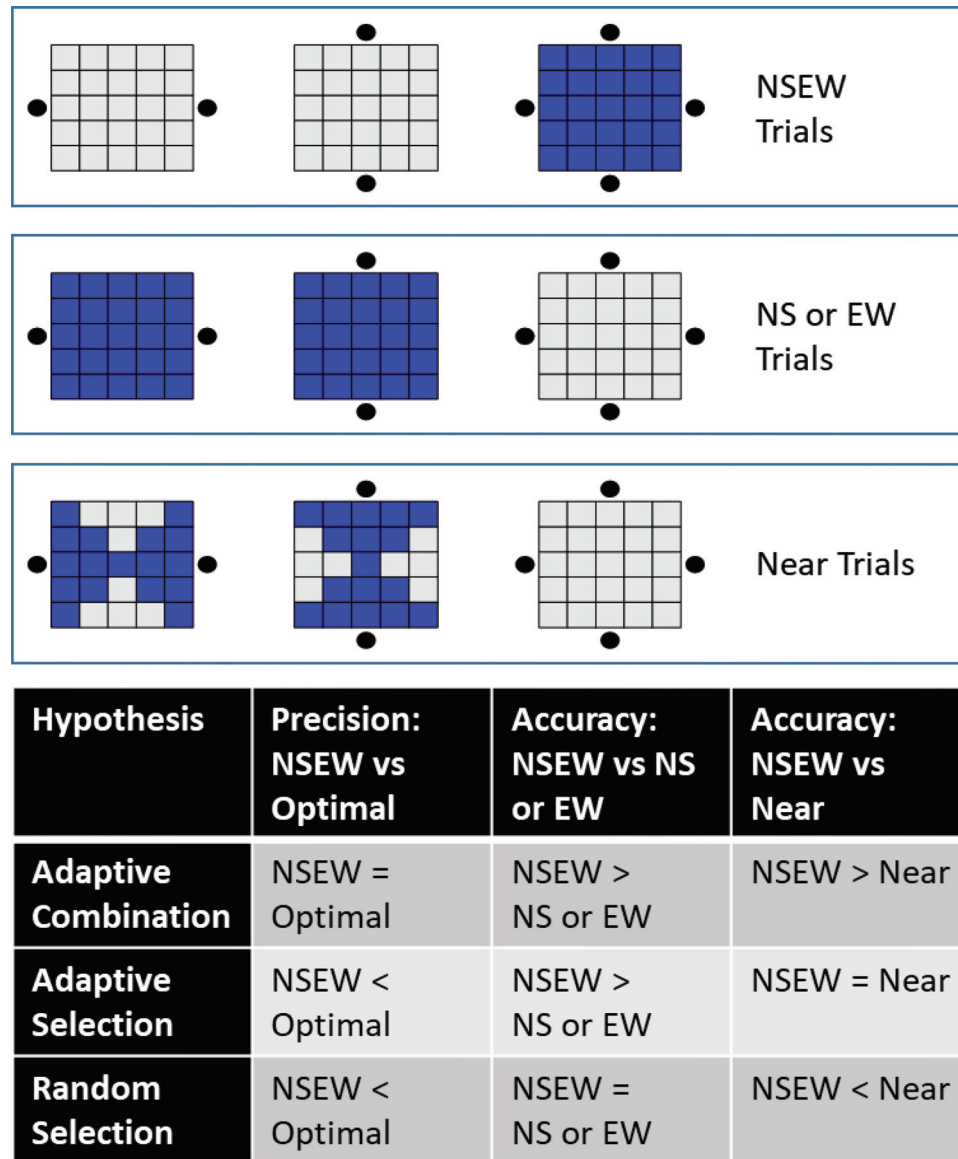 NSEW
Trials
NS or EW
Trials
Near Trials
Hypothesis
Precision:
NSEW vs
Optimal
Accuracy:
NSEW vs NS
or EW
Accuracy:
NSEW vs
Near
Adaptive
Combination
NSEW =
Optimal
NSEW >
NS or EW
NSEW > Near
Adaptive
Selection
NSEW <
Optimal
NSEW >
NS or EW
NSEW = Near
Random
Selection
NSEW <
Optimal
NSEW =
NS or EW
NSEW < Near